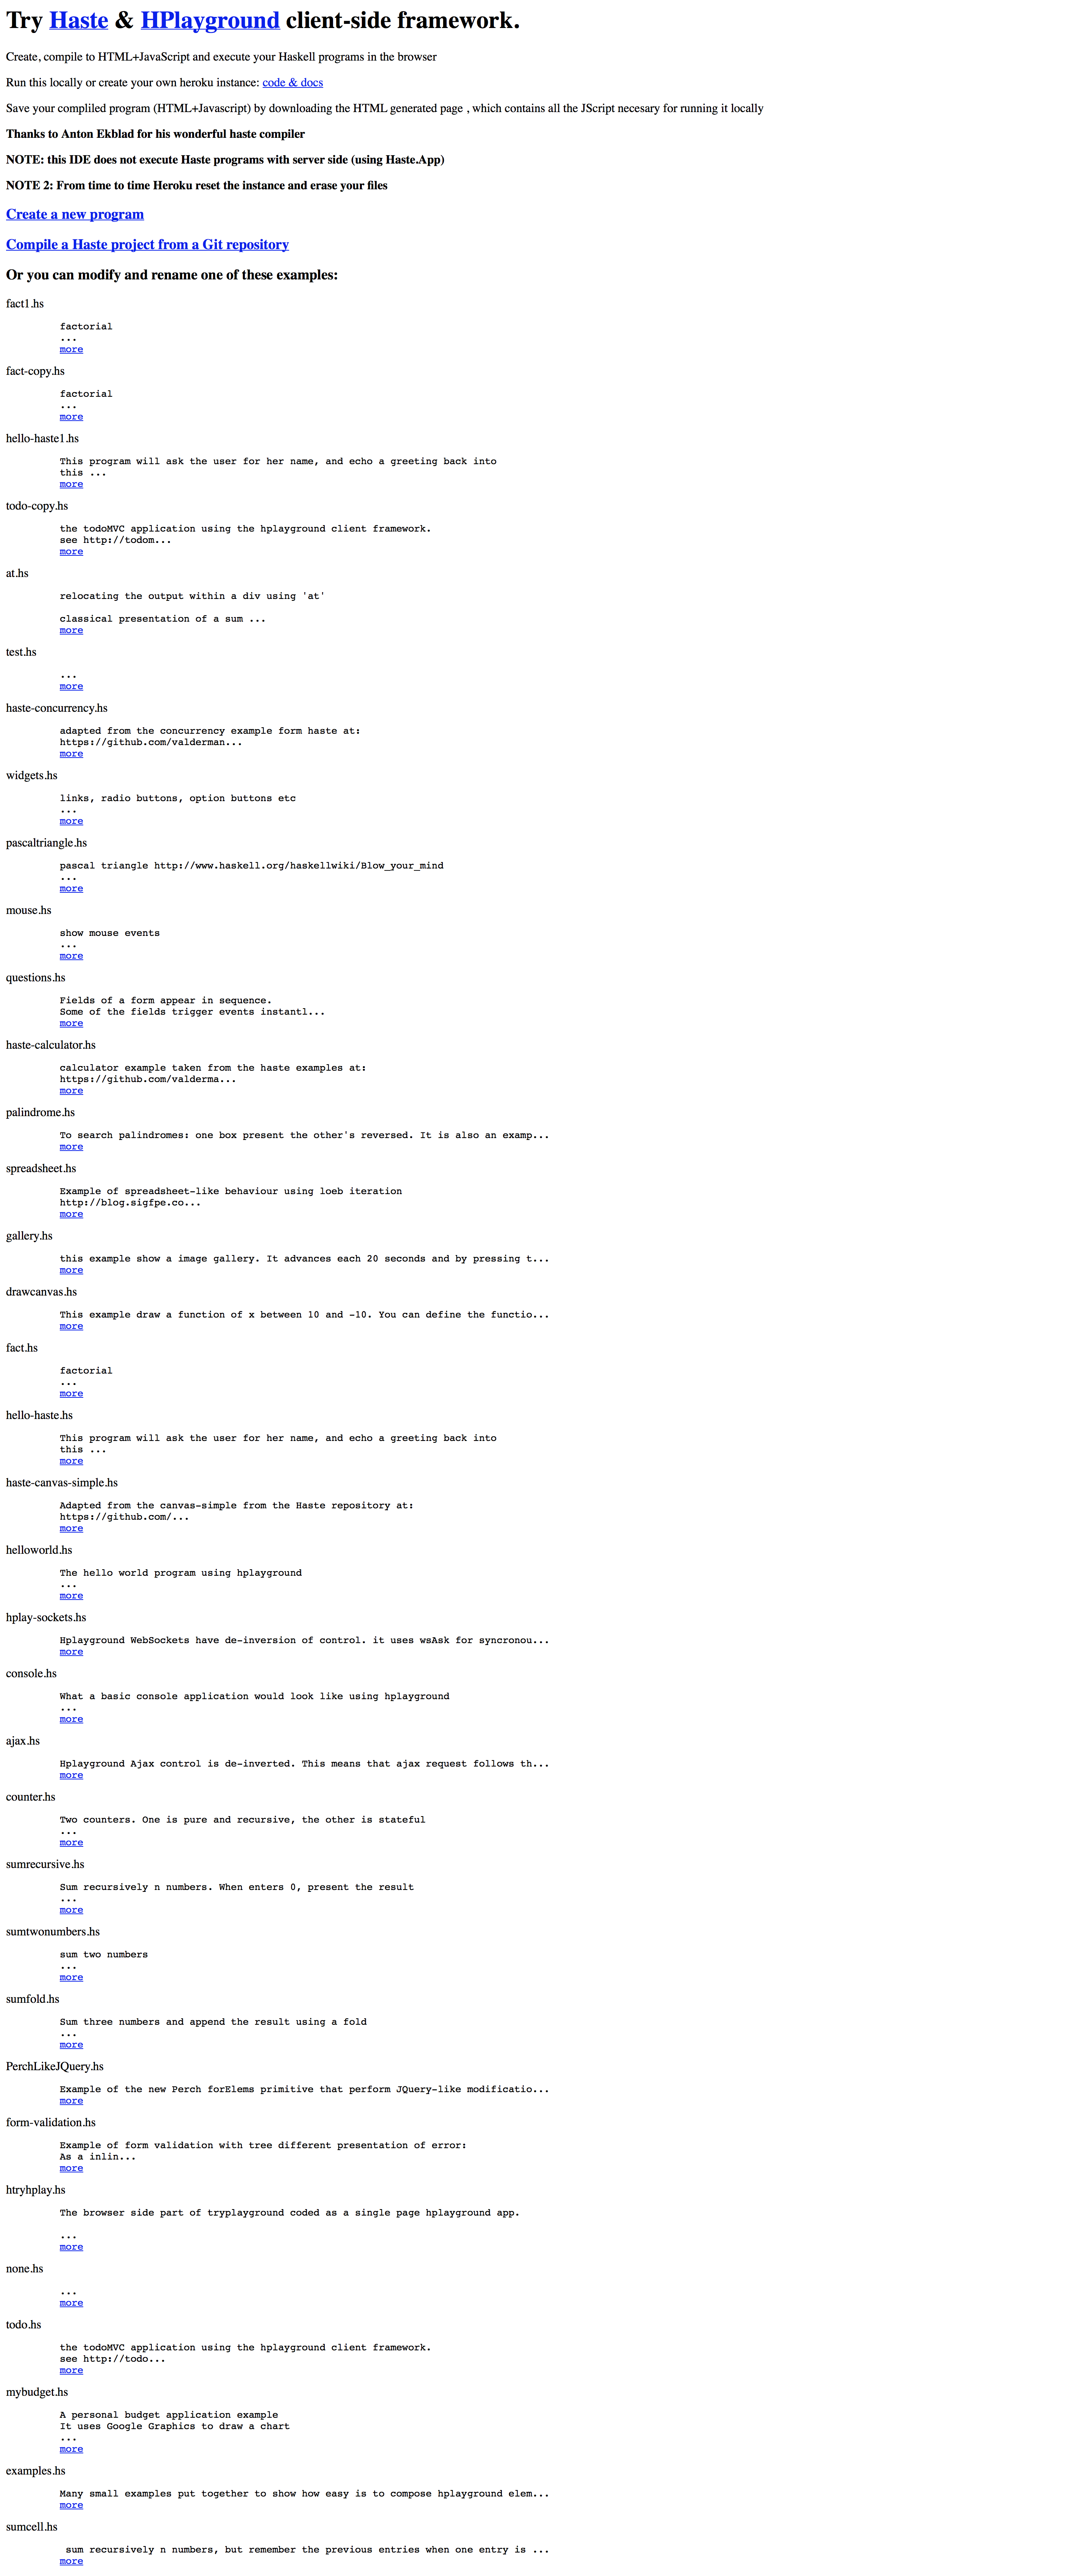 Try Haste & HPlayground client-side framework.
Create, compile to HTML+JavaScript and execute your Haskell programs in the browser
Run this locally or create your own heroku instance: code & docs
Save your compliled program (HTML+Javascript) by downloading the HTML generated page , which contains all the JScript necesary for running it locally
Thanks to Anton Ekblad for his wonderful haste compiler
NOTE: this IDE does not execute Haste programs with server side (using Haste.App)
NOTE 2: From time to time Heroku reset the instance and erase your files
Create a new program
Compile a Haste project from a Git repository
Or you can modify and rename one of these examples:
fact1.hs
factorial
...
more
fact-copy.hs
factorial
...
more
hello-haste1.hs
This program will ask the user for her name, and echo a greeting back into
this ...
more
todo-copy.hs
the todoMVC application using the hplayground client framework.
see http://todom...
more
at.hs
relocating the output within a div using 'at'
classical presentation of a sum ...
more
test.hs
...
more
haste-concurrency.hs
adapted from the concurrency example form haste at:
https://github.com/valderman...
more
widgets.hs
links, radio buttons, option buttons etc
...
more
pascaltriangle.hs
pascal triangle http://www.haskell.org/haskellwiki/Blow_your_mind
...
more
mouse.hs
show mouse events
...
more
questions.hs
Fields of a form appear in sequence.
Some of the fields trigger events instantl...
more
haste-calculator.hs
calculator example taken from the haste examples at:
https://github.com/valderma...
more
palindrome.hs
To search palindromes: one box present the other's reversed. It is also an examp...
more
spreadsheet.hs
Example of spreadsheet-like behaviour using loeb iteration
http://blog.sigfpe.co...
more
gallery.hs
this example show a image gallery. It advances each 20 seconds and by pressing t...
more
drawcanvas.hs
This example draw a function of x between 10 and -10. You can define the functio...
more
fact.hs
factorial
...
more
hello-haste.hs
This program will ask the user for her name, and echo a greeting back into
this ...
more
haste-canvas-simple.hs
Adapted from the canvas-simple from the Haste repository at:
https://github.com/...
more
helloworld.hs
The hello world program using hplayground
...
more
hplay-sockets.hs
Hplayground WebSockets have de-inversion of control. it uses wsAsk for syncronou...
more
console.hs
What a basic console application would look like using hplayground
...
more
ajax.hs
Hplayground Ajax control is de-inverted. This means that ajax request follows th...
more
counter.hs
Two counters. One is pure and recursive, the other is stateful
...
more
sumrecursive.hs
Sum recursively n numbers. When enters 0, present the result
...
more
sumtwonumbers.hs
sum two numbers
...
more
sumfold.hs
Sum three numbers and append the result using a fold
...
more
PerchLikeJQuery.hs
Example of the new Perch forElems primitive that perform JQuery-like modificatio...
more
form-validation.hs
Example of form validation with tree different presentation of error:
As a inlin...
more
htryhplay.hs
The browser side part of tryplayground coded as a single page hplayground app.
...
more
none.hs
...
more
todo.hs
the todoMVC application using the hplayground client framework.
see http://todo...
more
mybudget.hs
A personal budget application example
It uses Google Graphics to draw a chart
...
more
examples.hs
Many small examples put together to show how easy is to compose hplayground elem...
more
sumcell.hs
sum recursively n numbers, but remember the previous entries when one entry is ...
more